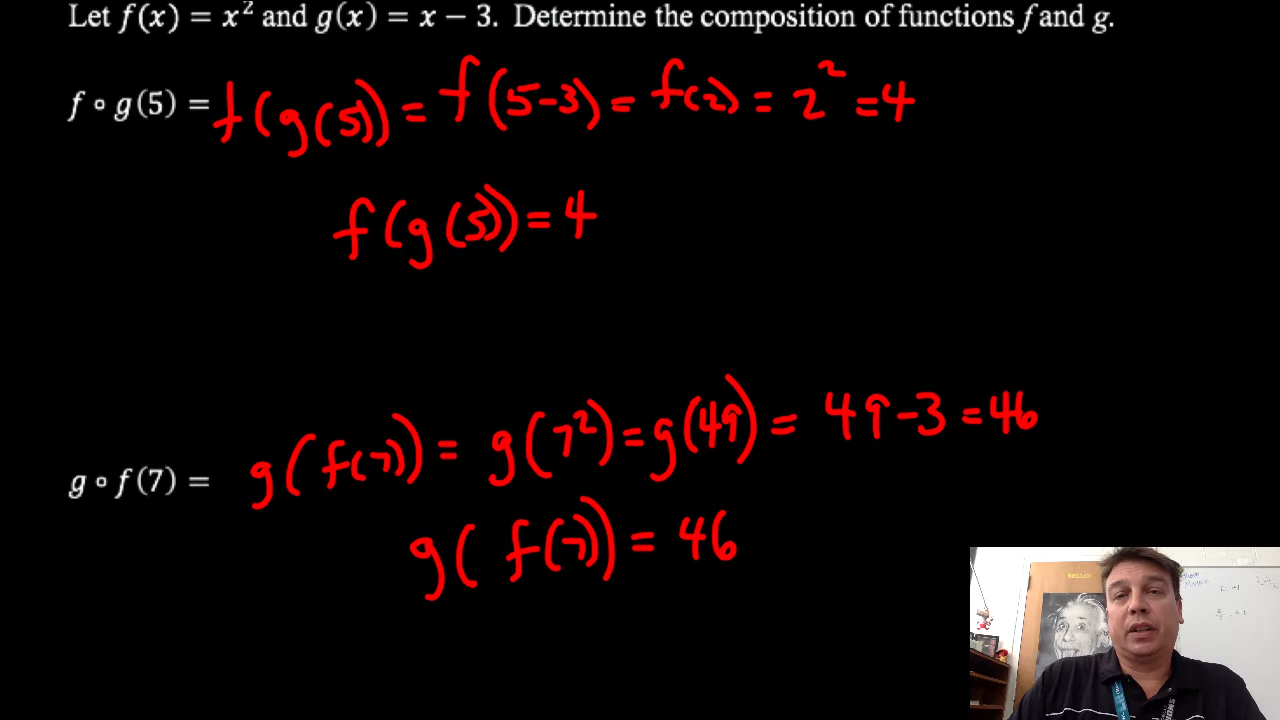 Let f(x) = x² and g(x) = x − 3. Determine the composition of functions f and g.
f ∘ g(5) = f(g(5)) = f(5-3) = f(2) = 2² = 4
f(g(5)) = 4
g ∘ f(7) = g(f(7)) = g(7²) = g(49) = 49-3 = 46
g(f(7)) = 46
HELLO!